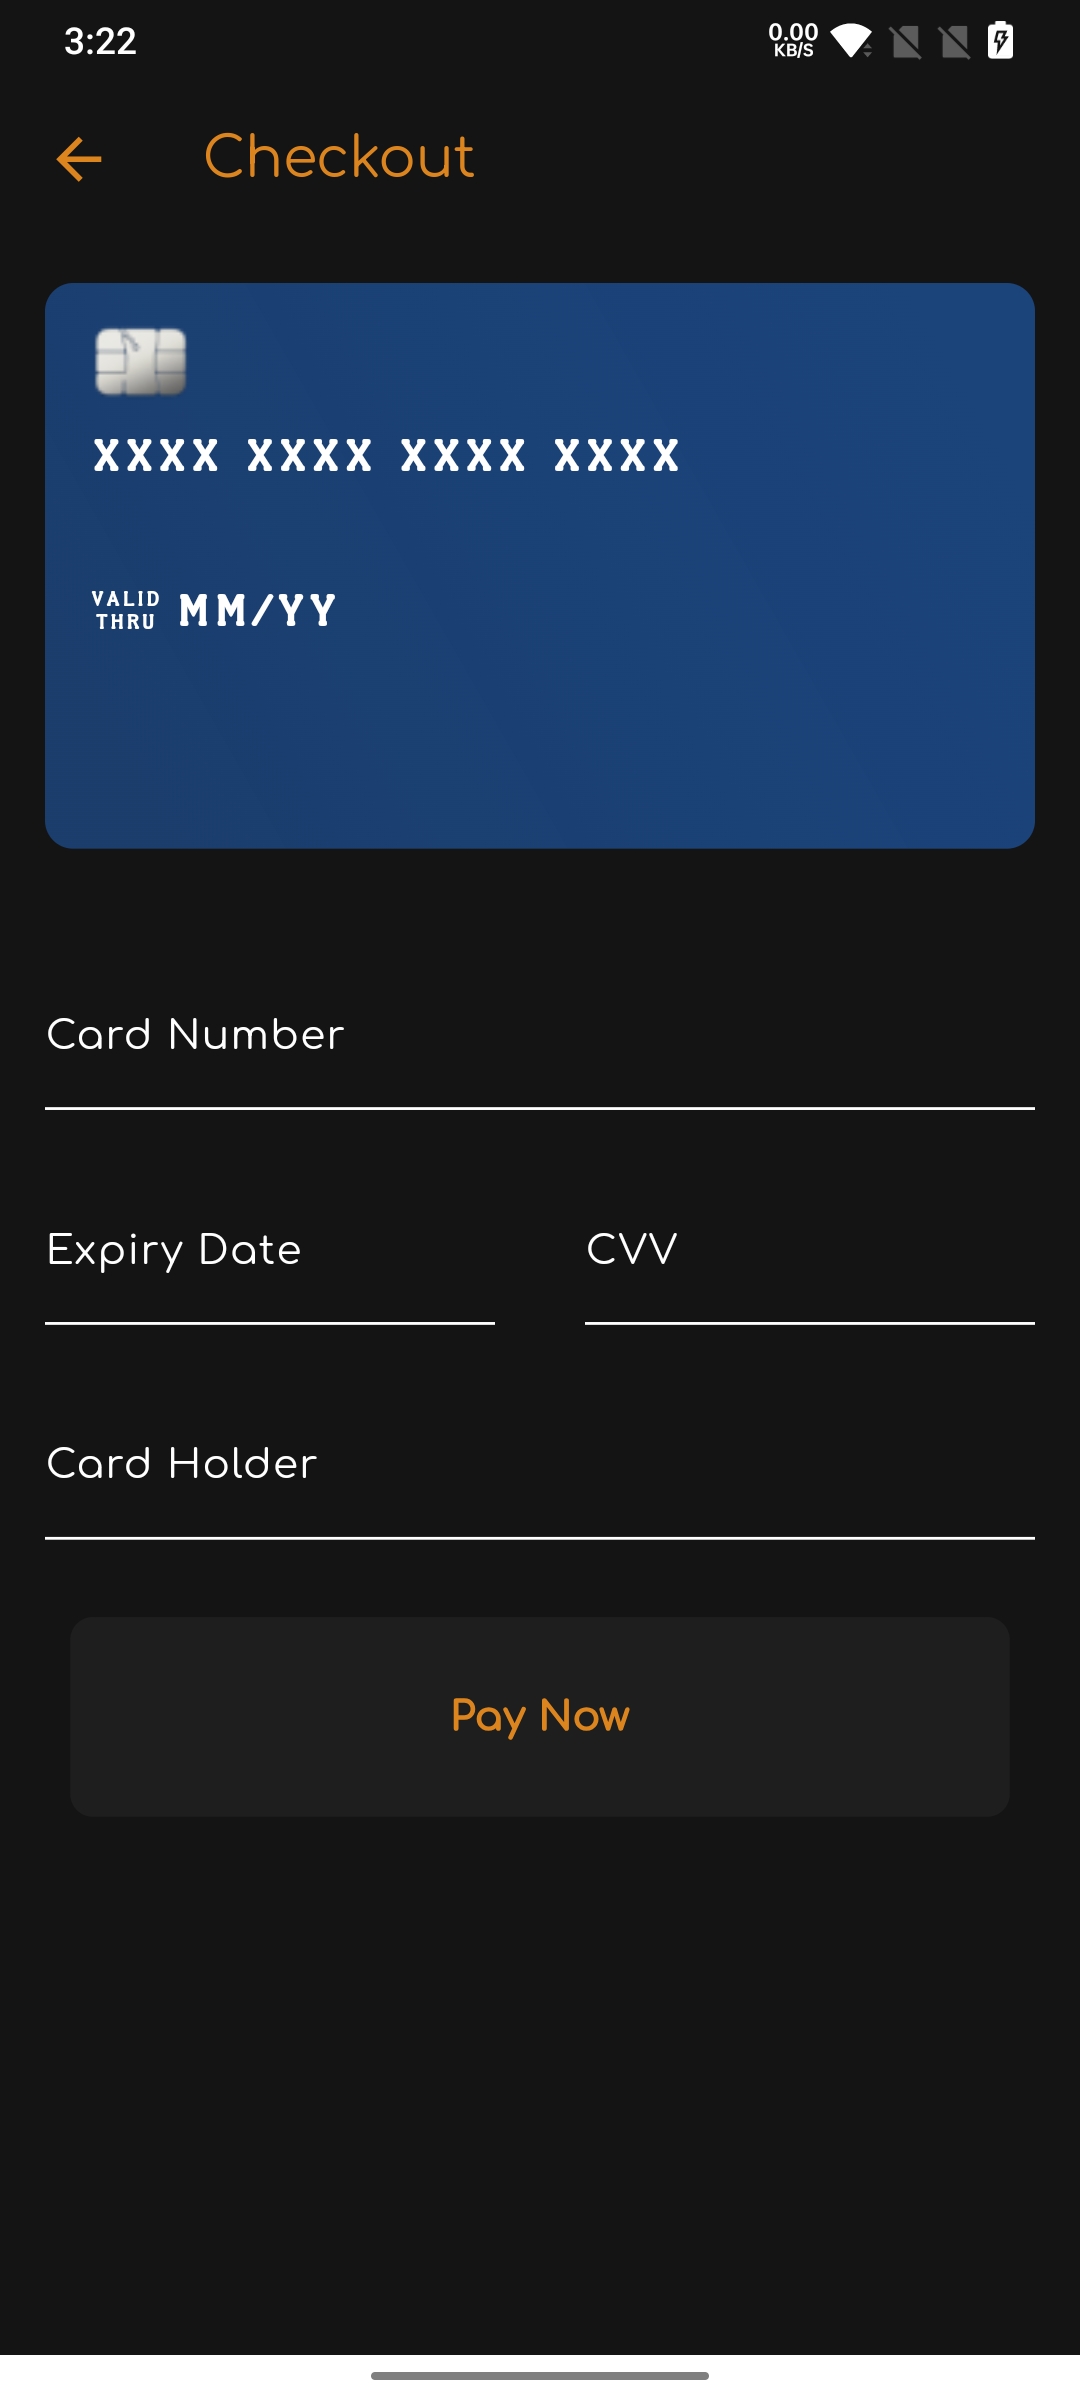 3:22
0.00
KB/S
Checkout
XXXX XXXX XXXX XXXX
VALID
THRU
MM/YY
Card Number
Expiry Date
CVV
Card Holder
Pay Now